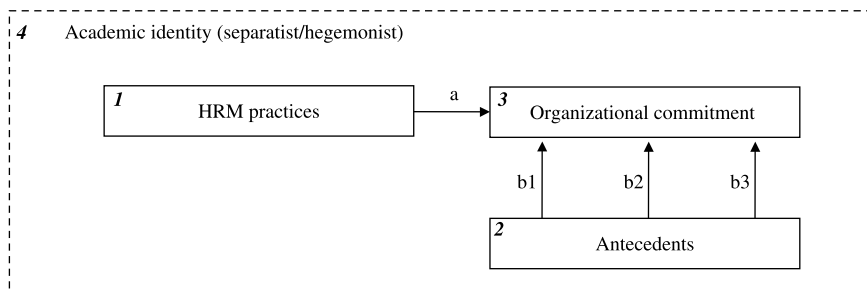 4 Academic identity (separatist/hegemonist)
1 HRM practices
a
3 Organizational commitment
b1 b2 b3
2 Antecedents